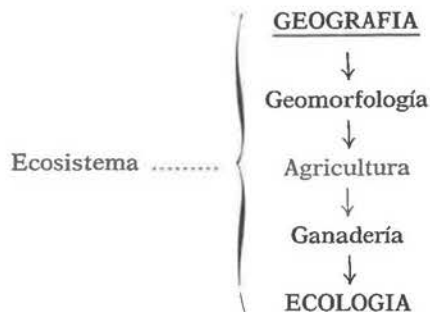 GEOGRAFIA
Geomorfología
Ecosistema ........ Agricultura
Ganadería
ECOLOGIA